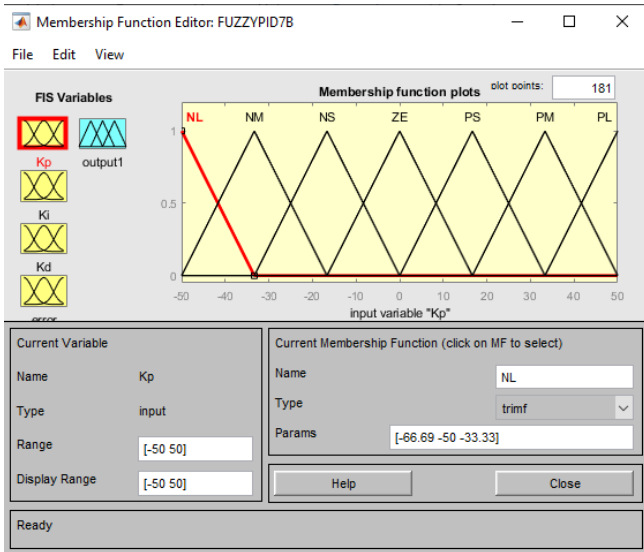 Membership Function Editor: FUZZYPID7B
File Edit View
FIS Variables
Kp
output1
Ki
Kd
error
Membership function plots
plot points:
181
NL NM NS ZE PS PM PL
1
0.5
0
-50 -40 -30 -20 -10 0 10 20 30 40 50
input variable "Kp"
Current Variable
Name Kp
Type input
Range [-50 50]
Display Range [-50 50]
Current Membership Function (click on MF to select)
Name NL
Type trimf
Params [-66.69 -50 -33.33]
Help Close
Ready